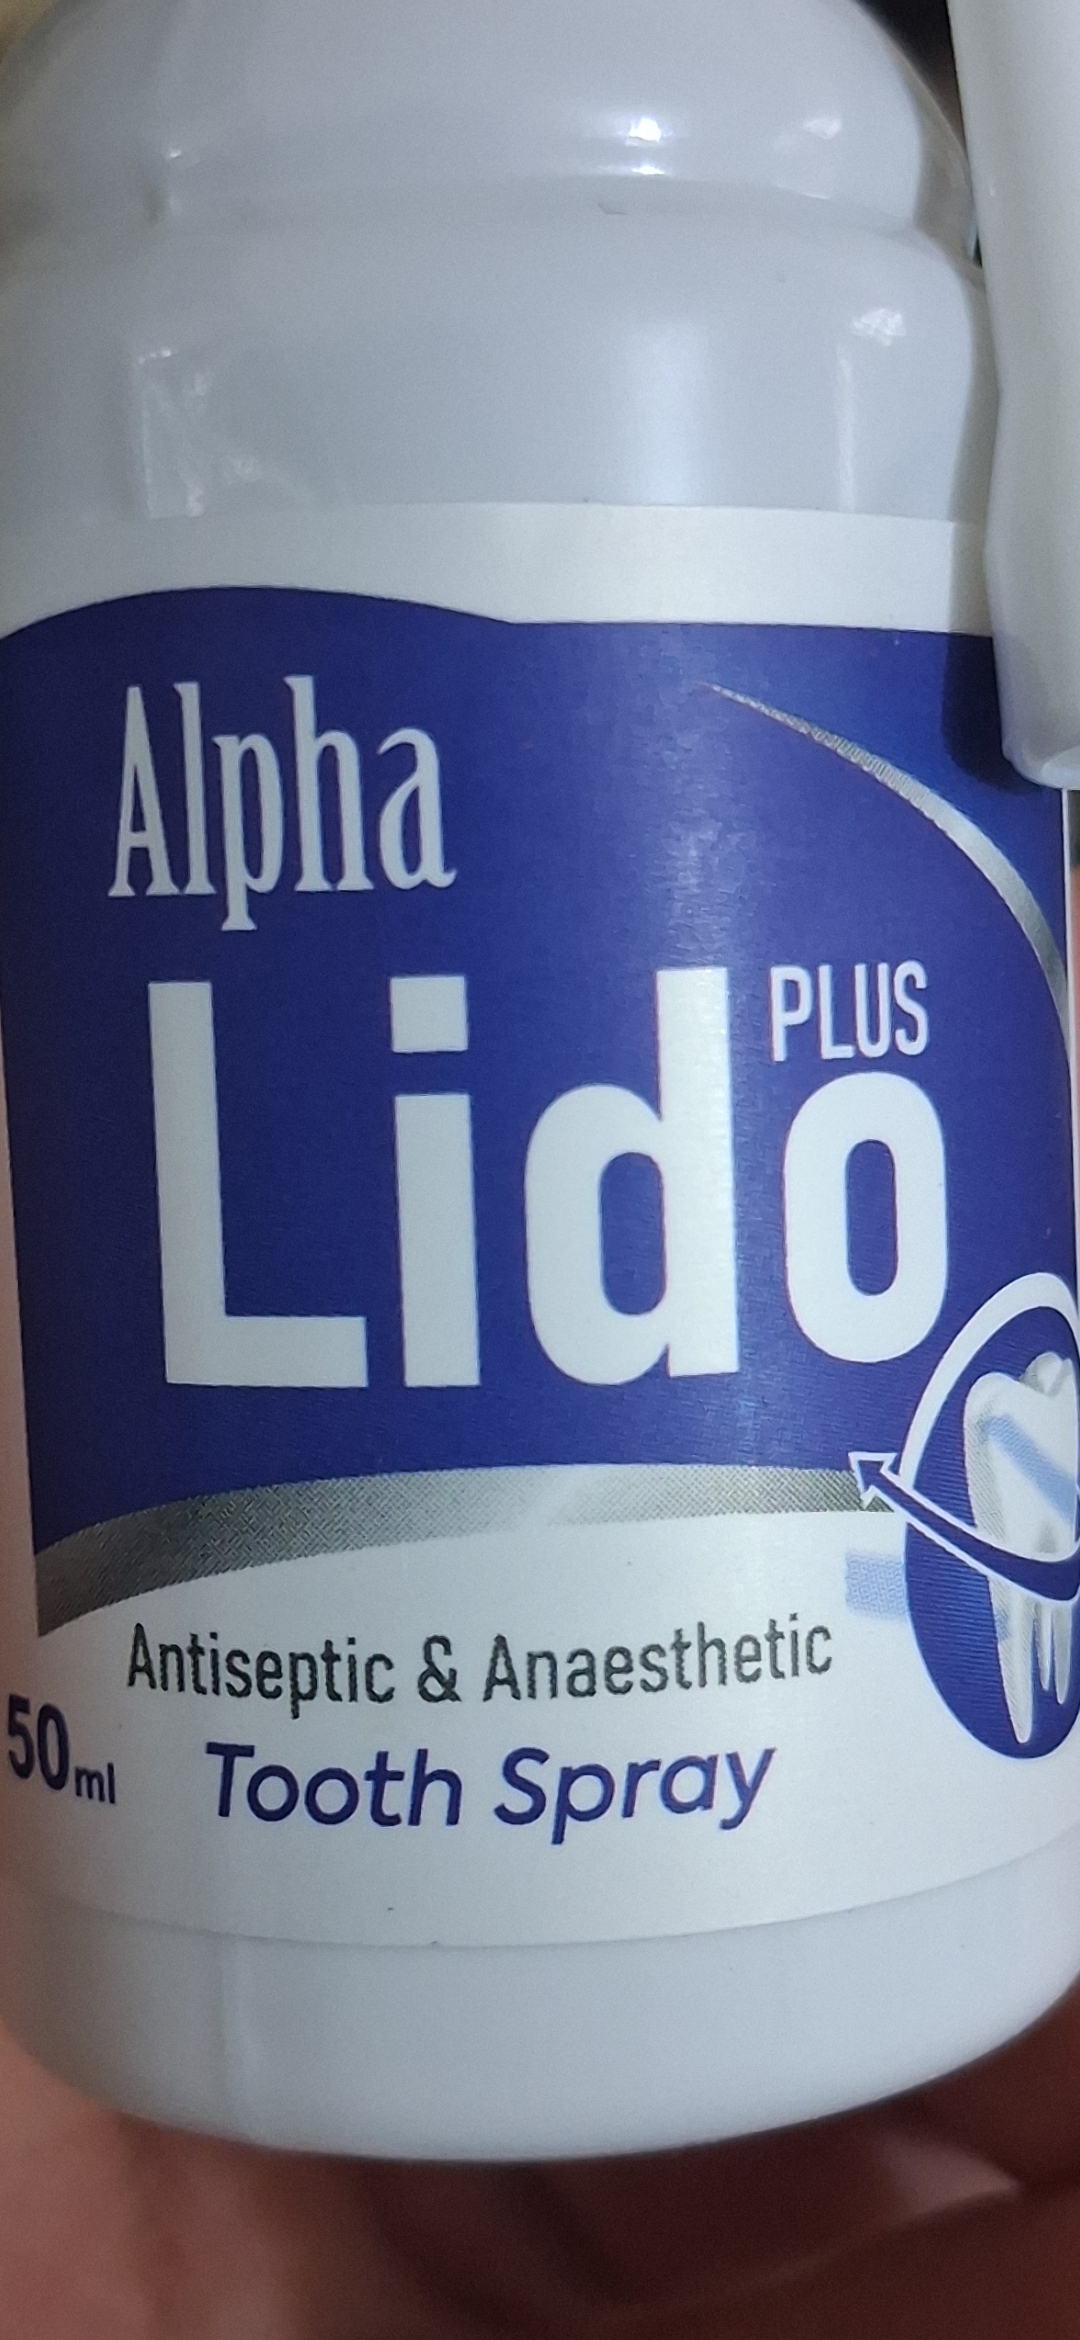 Alpha
Lido PLUS
Antiseptic & Anaesthetic
50ml Tooth Spray